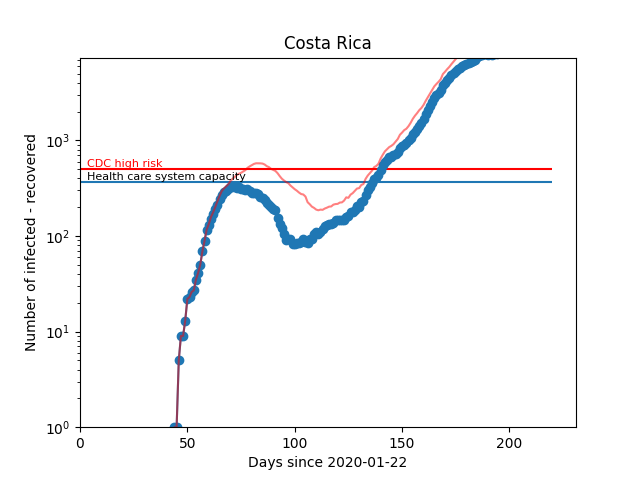 Costa Rica
Number of infected - recovered
10³
10²
10¹
10⁰
CDC high risk
Health care system capacity
0 50 100 150 200
Days since 2020-01-22